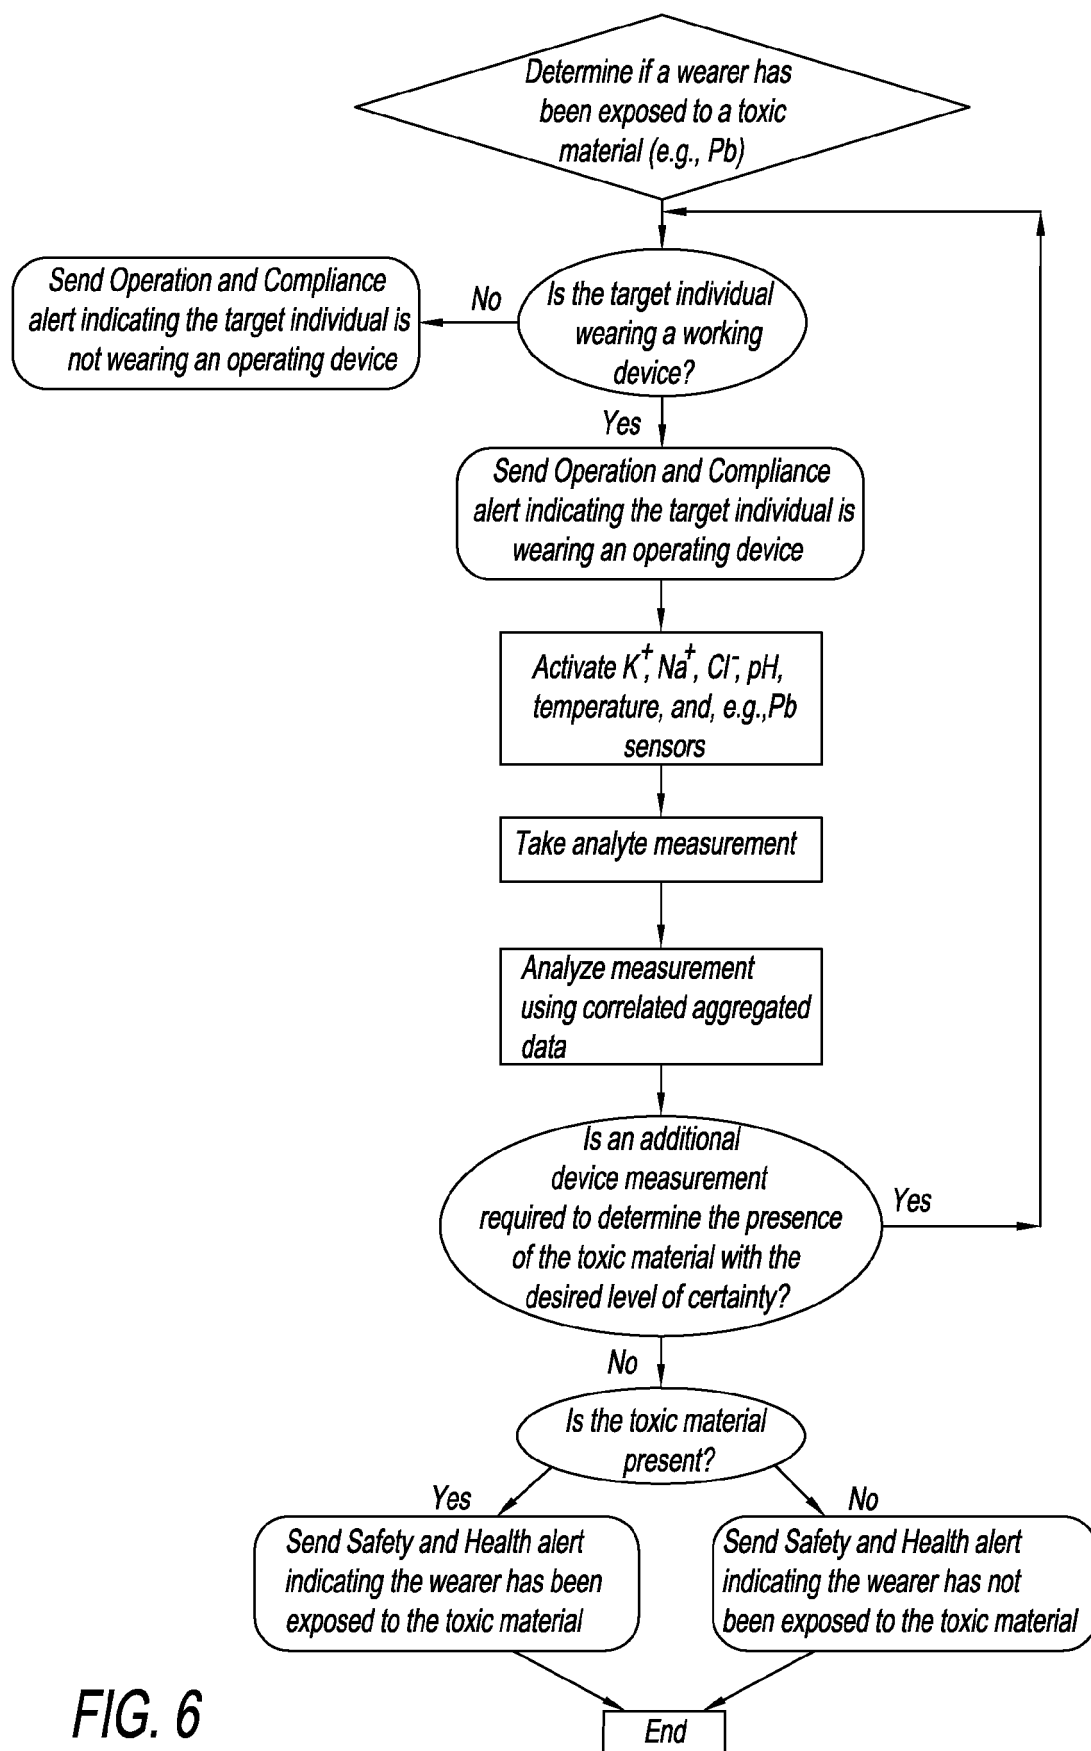 Determine if a wearer has
been exposed to a toxic
material (e.g., Pb)
Send Operation and Compliance
alert indicating the target individual is
not wearing an operating device
No
Is the target individual
wearing a working
device?
Yes
Send Operation and Compliance
alert indicating the target individual is
wearing an operating device
Activate K⁺, Na⁺, Cl⁻, pH,
temperature, and, e.g.,Pb
sensors
Take analyte measurement
Analyze measurement
using correlated aggregated
data
Is an additional
device measurement
required to determine the presence
of the toxic material with the
desired level of certainty?
Yes
No
Is the toxic material
present?
Yes
No
Send Safety and Health alert
indicating the wearer has been
exposed to the toxic material
Send Safety and Health alert
indicating the wearer has not
been exposed to the toxic material
End
FIG. 6